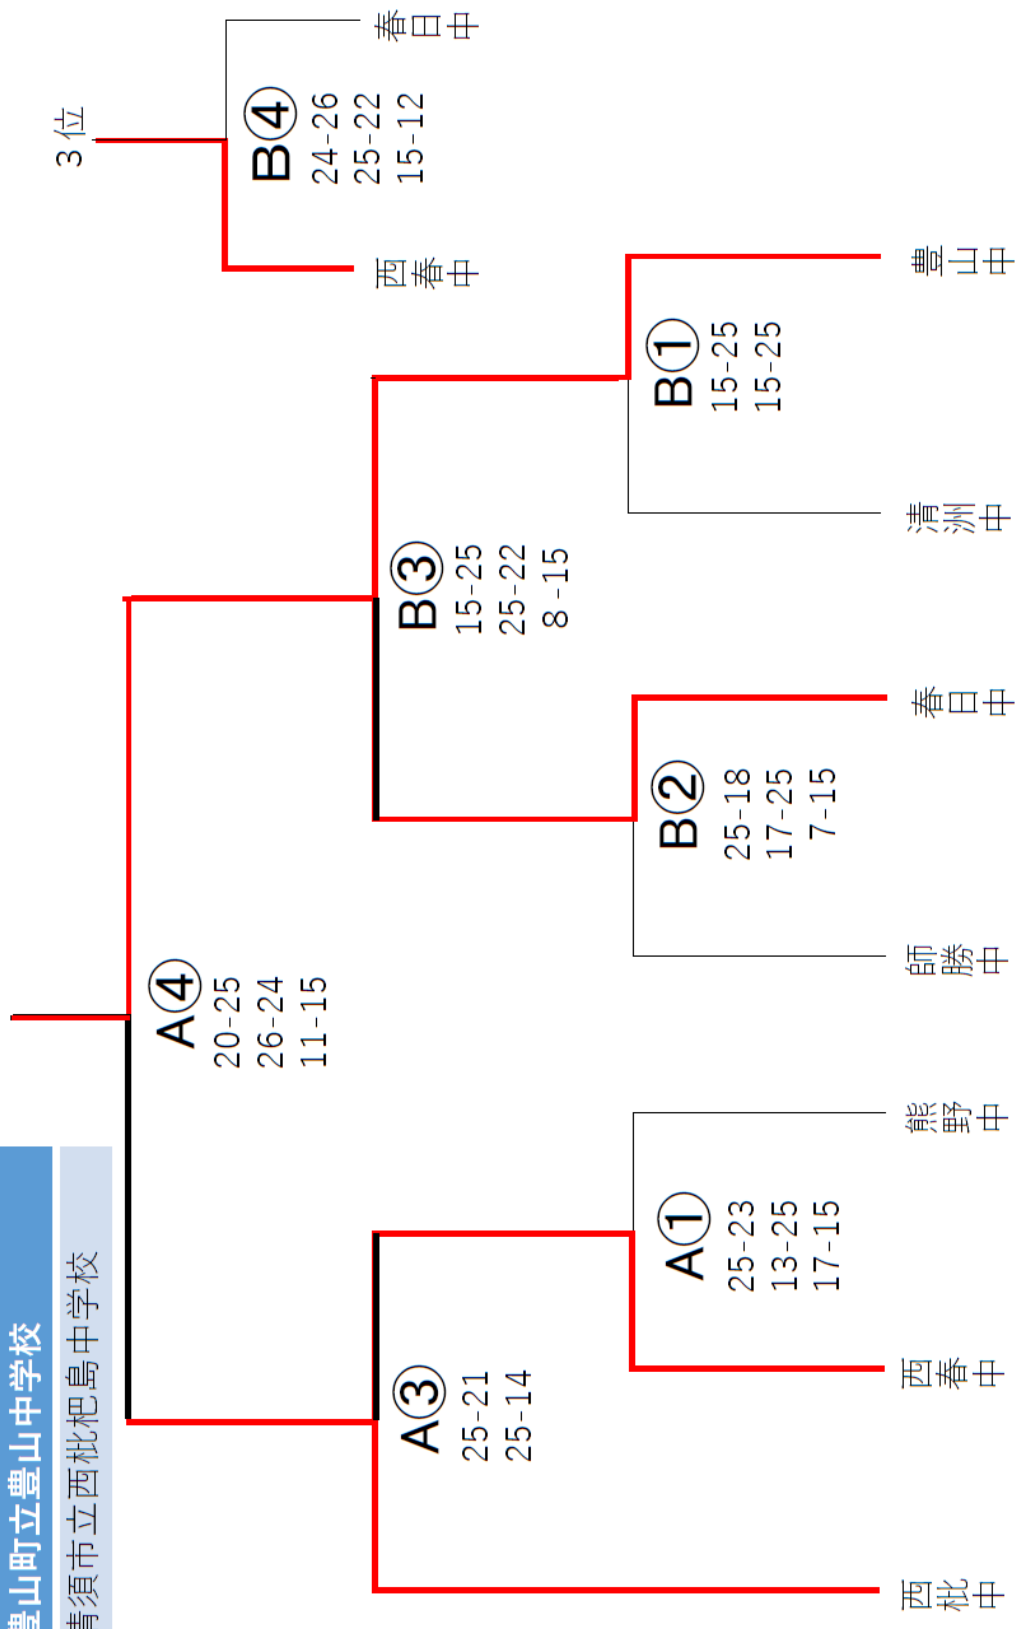 豊山町立豊山中学校
清須市立西枇杷島中学校
3位
B④
24-26
25-22
15-12
西春中
春日中
A④
20-25
26-24
11-15
A③
25-21
25-14
B③
15-25
25-22
8-15
A①
25-23
13-25
17-15
B②
25-18
17-25
7-15
B①
15-25
15-25
西枇中
西春中
熊野中
師勝中
春日中
清洲中
豊山中